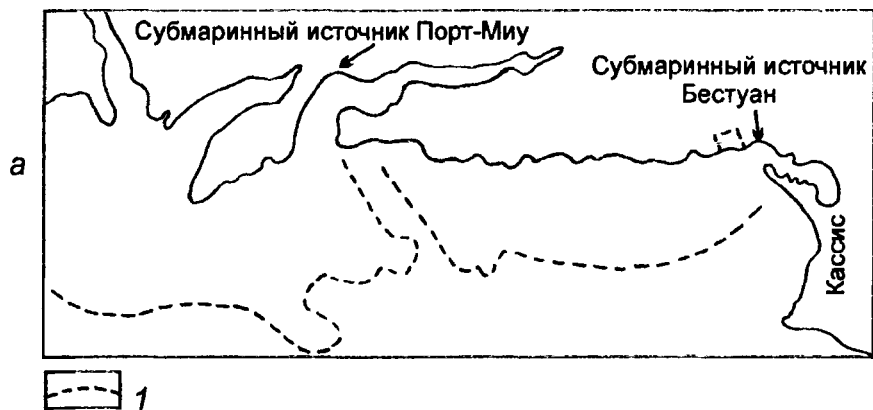 Субмаринный источник Порт-Миу
Субмаринный источник
Бестуан
а
Кассис
1